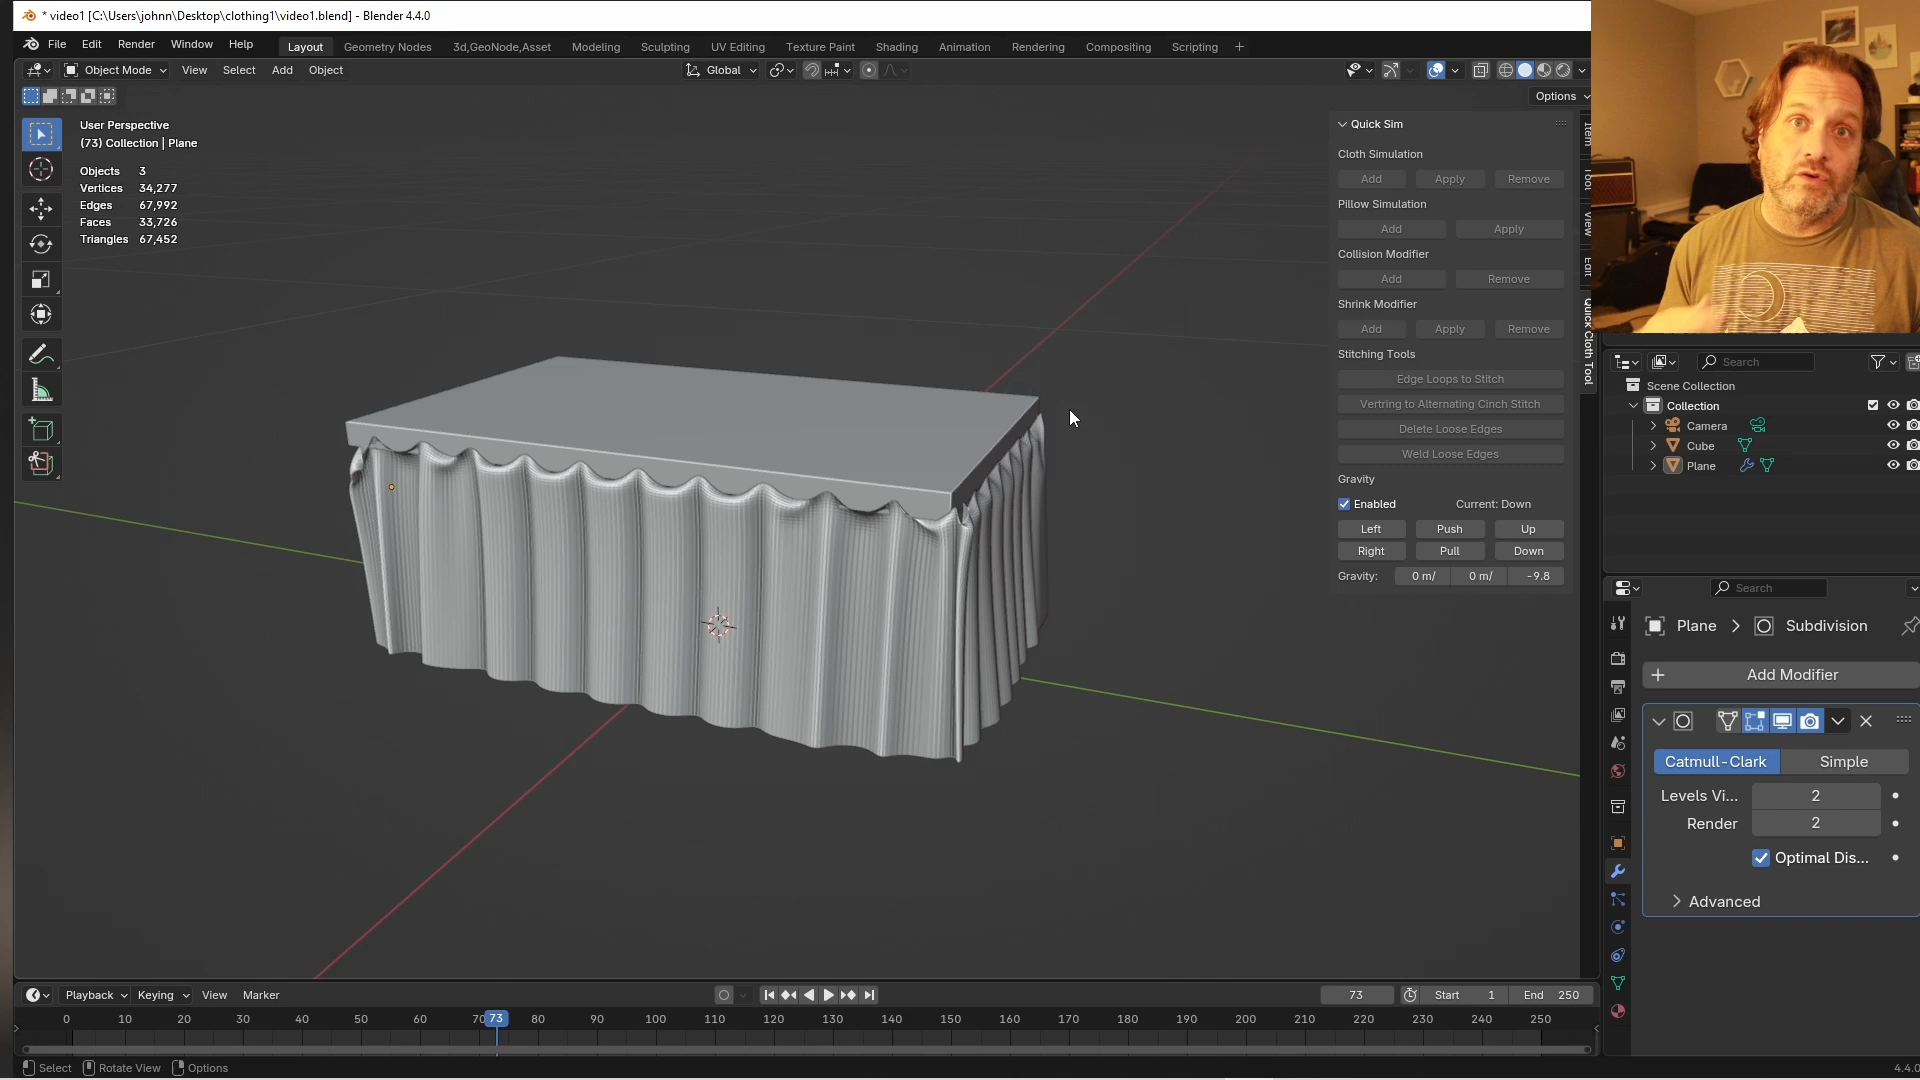 * video1 [C:\Users\johnn\Desktop\clothing1\video1.blend] - Blender 4.4.0
File Edit Render Window Help Layout Geometry Nodes 3d,GeoNode,Asset Modeling Sculpting UV Editing Texture Paint Shading Animation Rendering Compositing Scripting +
Object Mode View Select Add Object Global
Options
User Perspective
(73) Collection | Plane
Objects 3
Vertices 34,277
Edges 67,992
Faces 33,726
Triangles 67,452
Quick Sim
Cloth Simulation
Add Apply Remove
Pillow Simulation
Add Apply
Collision Modifier
Add Remove
Shrink Modifier
Add Apply Remove
Stitching Tools
Edge Loops to Stitch
Vertring to Alternating Cinch Stitch
Delete Loose Edges
Weld Loose Edges
Gravity
Enabled Current: Down
Left Push Up
Right Pull Down
Gravity: 0 m/ 0 m/ -9.8
Item
Tool
View
Edit
Quick Cloth Tool
Search
Scene Collection
Collection
Camera
Cube
Plane
Search
Plane > Subdivision
+ Add Modifier
Catmull-Clark Simple
Levels Vi... 2
Render 2
Optimal Dis...
Advanced
Playback Keying View Marker 73 Start 1 End 250
0 10 20 30 40 50 60 70 73 80 90 100 110 120 130 140 150 160 170 180 190 200 210 220 230 240 250
Select Rotate View Options 4.4.0